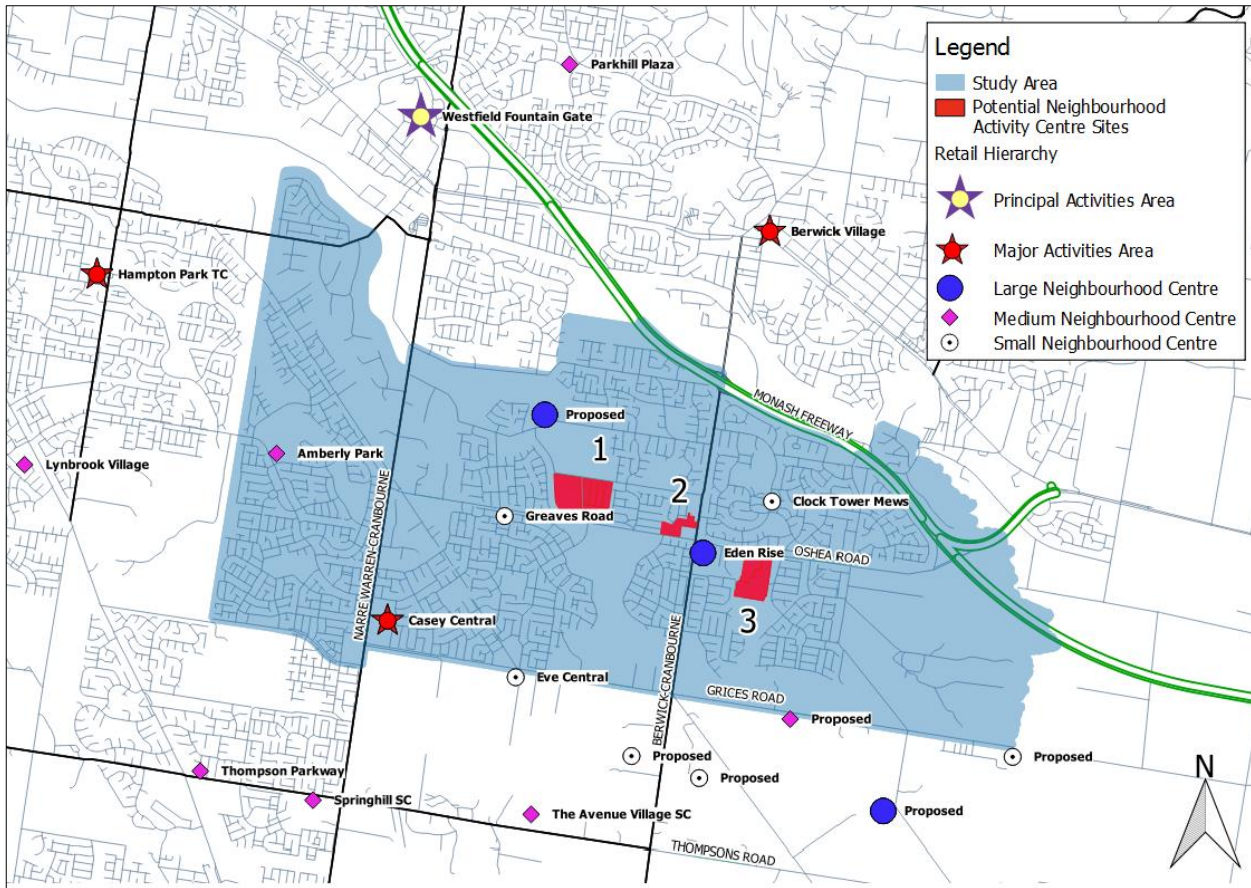 Legend
Study Area
Potential Neighbourhood
Activity Centre Sites
Retail Hierarchy
Principal Activities Area
Major Activities Area
Large Neighbourhood Centre
Medium Neighbourhood Centre
Small Neighbourhood Centre
Parkhill Plaza
Westfield Fountain Gate
Berwick Village
Hampton Park TC
MONASH FREEWAY
Proposed
1
Amberly Park
Lynbrook Village
2
Clock Tower Mews
Greaves Road
NARRE WARREN-CRANBOURNE
Eden Rise
OSHEA ROAD
3
Casey Central
BERWICK-CRANBOURNE
Eve Central
GRICES ROAD
Proposed
Proposed
Proposed
Proposed
Thompson Parkway
Springhill SC
The Avenue Village SC
Proposed
THOMPSONS ROAD
N